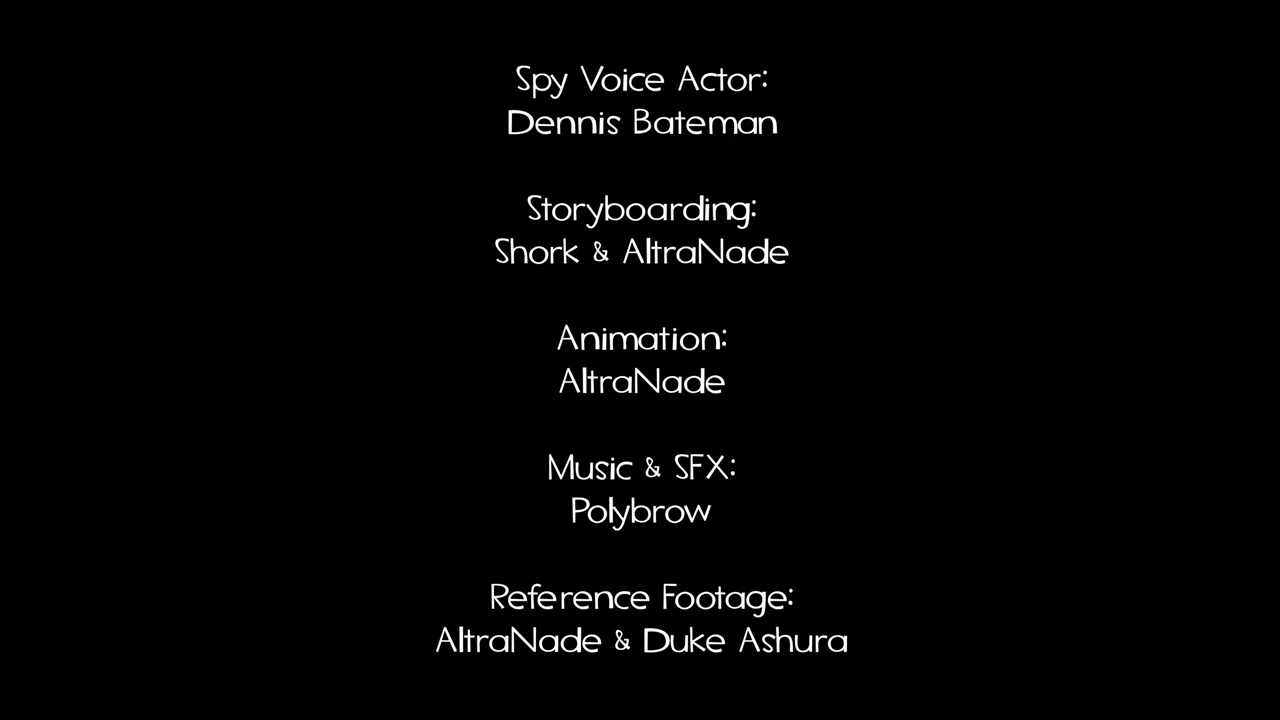 Spy Voice Actor:
Dennis Bateman
Storyboarding:
Shork & AltraNade
Animation:
AltraNade
Music & SFX:
Polybrow
Reference Footage:
AltraNade & Duke Ashura